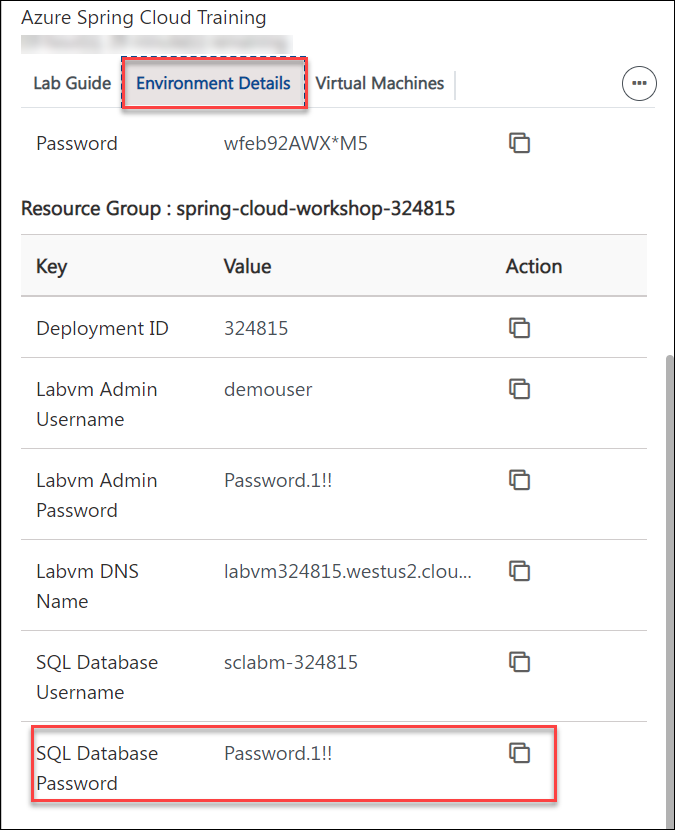 Azure Spring Cloud Training
Lab Guide Environment Details Virtual Machines
Password wfeb92AWX*M5
Resource Group : spring-cloud-workshop-324815
Key Value Action
Deployment ID 324815
Labvm Admin demouser
Username
Labvm Admin Password.1!!
Password
Labvm DNS labvm324815.westus2.clou...
Name
SQL Database sclabm-324815
Username
SQL Database Password.1!!
Password